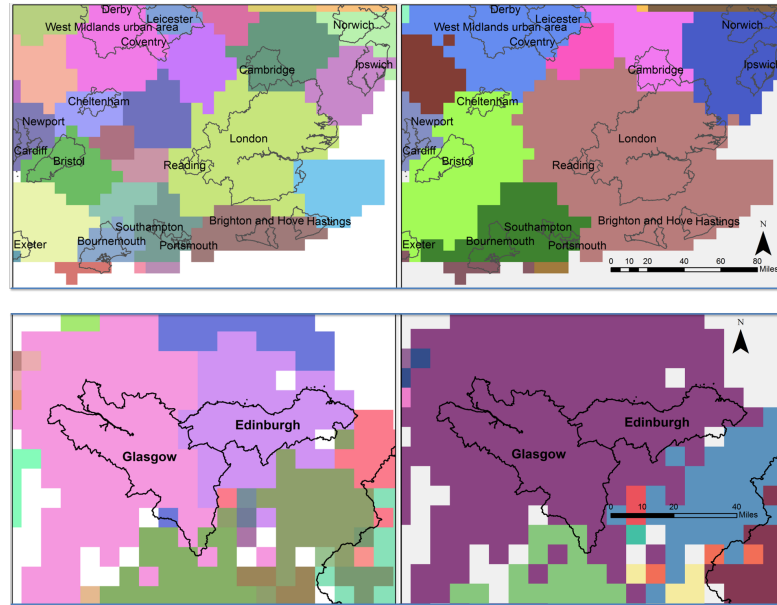 Derby
Leicester
West Midlands urban area
Coventry
Norwich
Cambridge
Ipswich
Cheltenham
Newport
Cardiff
Bristol
London
Reading
Southampton
Brighton and Hove
Hastings
Exeter
Bournemouth
Portsmouth
Derby
Leicester
West Midlands urban area
Coventry
Norwich
Cambridge
Ipswich
Cheltenham
Newport
Cardiff
Bristol
London
Reading
Southampton
Brighton and Hove
Hastings
Exeter
Bournemouth
Portsmouth
N
0 10 20 40 60 80
Miles
Edinburgh
Glasgow
N
Edinburgh
Glasgow
0 10 20 40
Miles